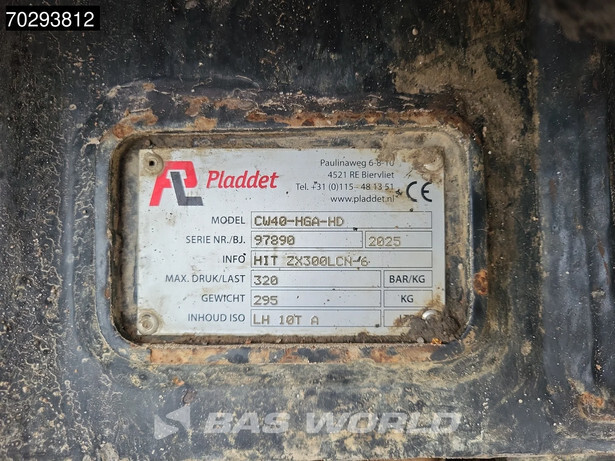 70293812
Paulinaweg 6-8-10
4521 RE Biervliet
Tel. +31 (0)115 - 48 13 51
www.pladdet.nl
CE
PL Pladdet
MODEL CW40-HGA-HD
SERIE NR./BJ. 97890 2025
INFO HIT ZX300LCN-6
MAX. DRUK/LAST 320 BAR/KG
GEWICHT 295 KG
INHOUD ISO LH 10T A
BAS WORLD